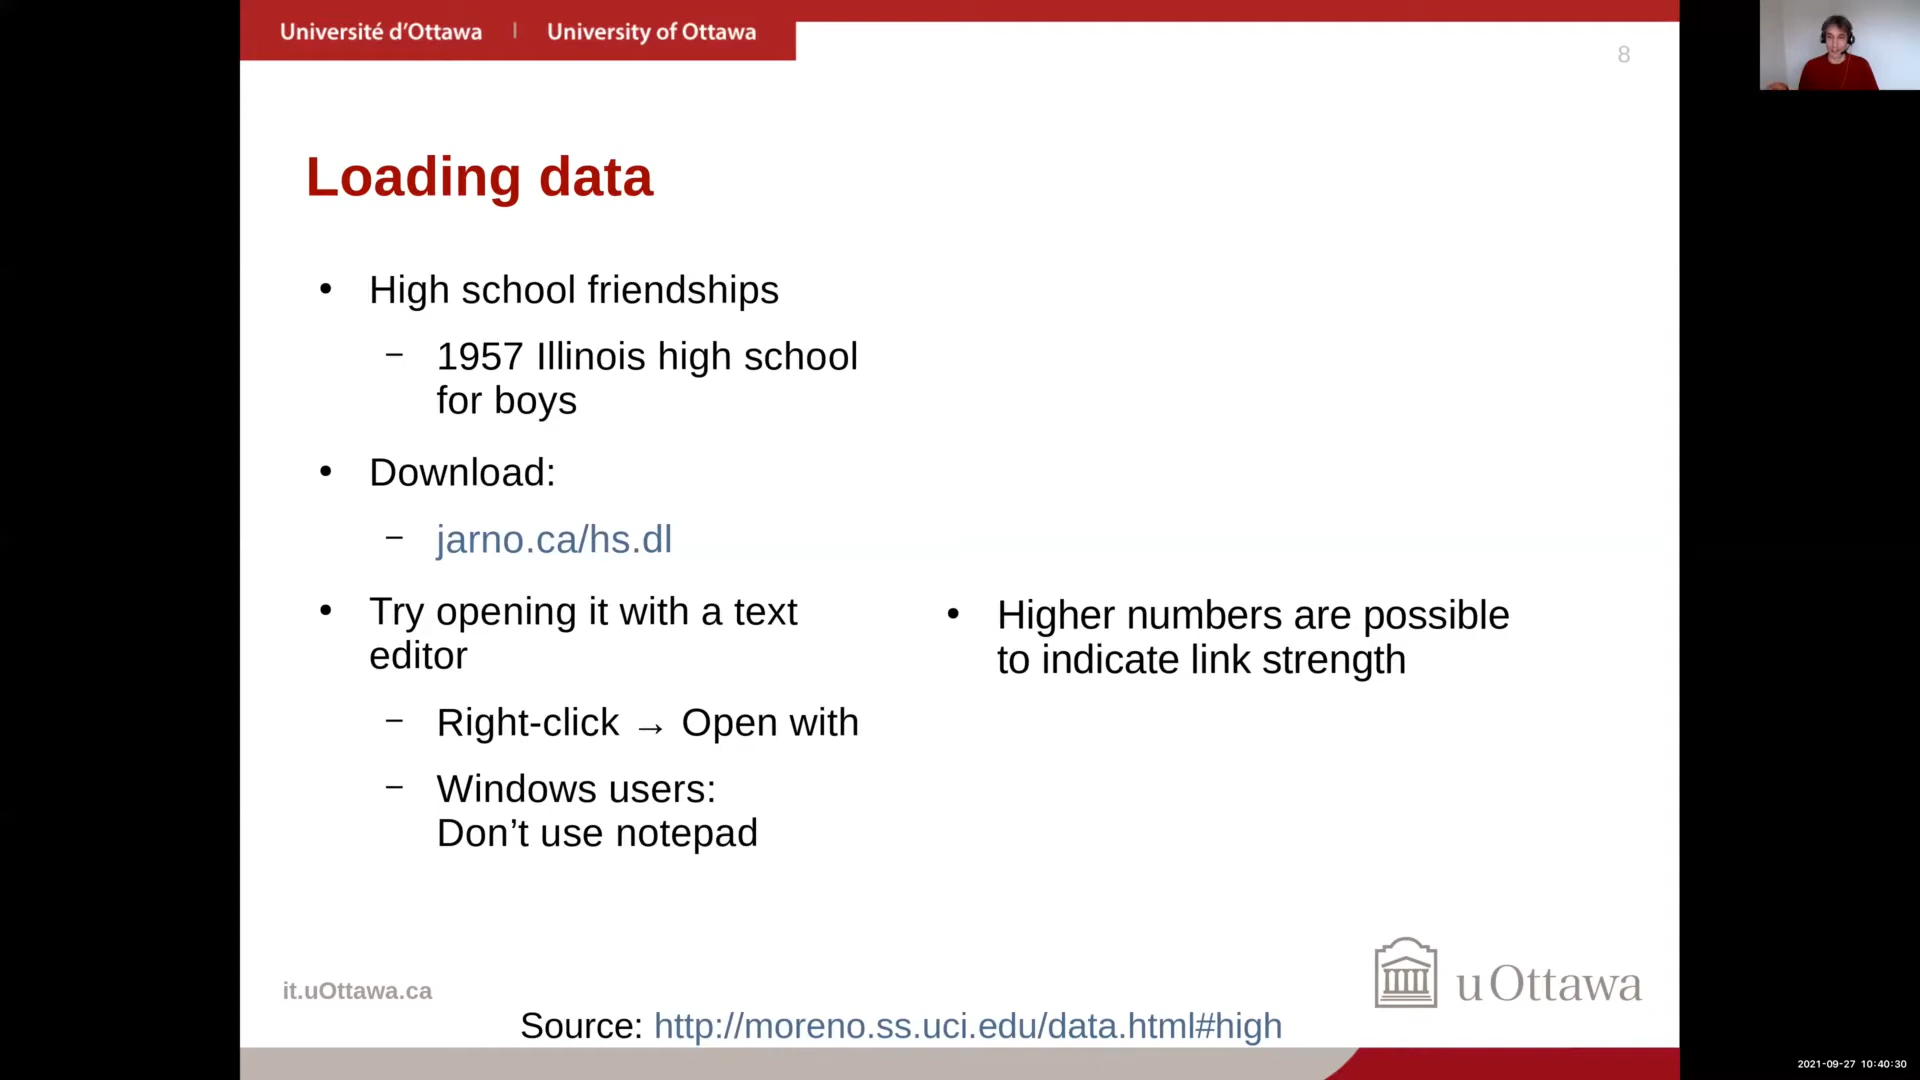 Université d'Ottawa | University of Ottawa
8
Loading data
• High school friendships
– 1957 Illinois high school
for boys
• Download:
– jarno.ca/hs.dl
• Try opening it with a text
editor
– Right-click → Open with
– Windows users:
Don’t use notepad
• Higher numbers are possible
to indicate link strength
it.uOttawa.ca
uOttawa
Source: http://moreno.ss.uci.edu/data.html#high
2021-09-27 10:40:30